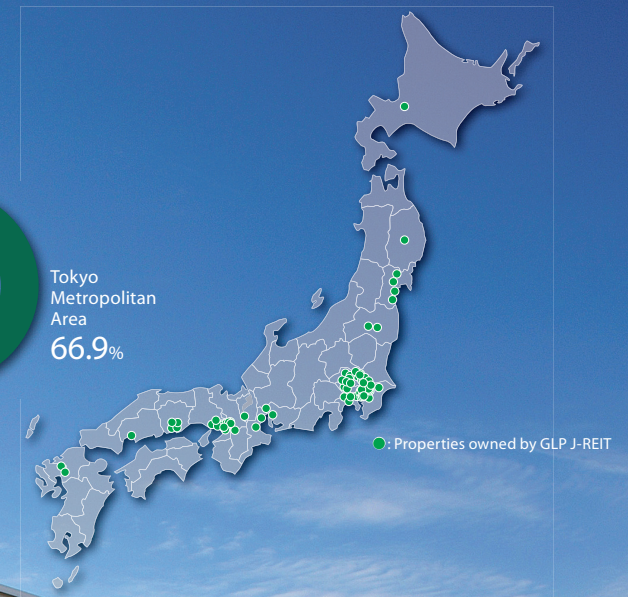 Tokyo
Metropolitan
Area
66.9%
: Properties owned by GLP J-REIT